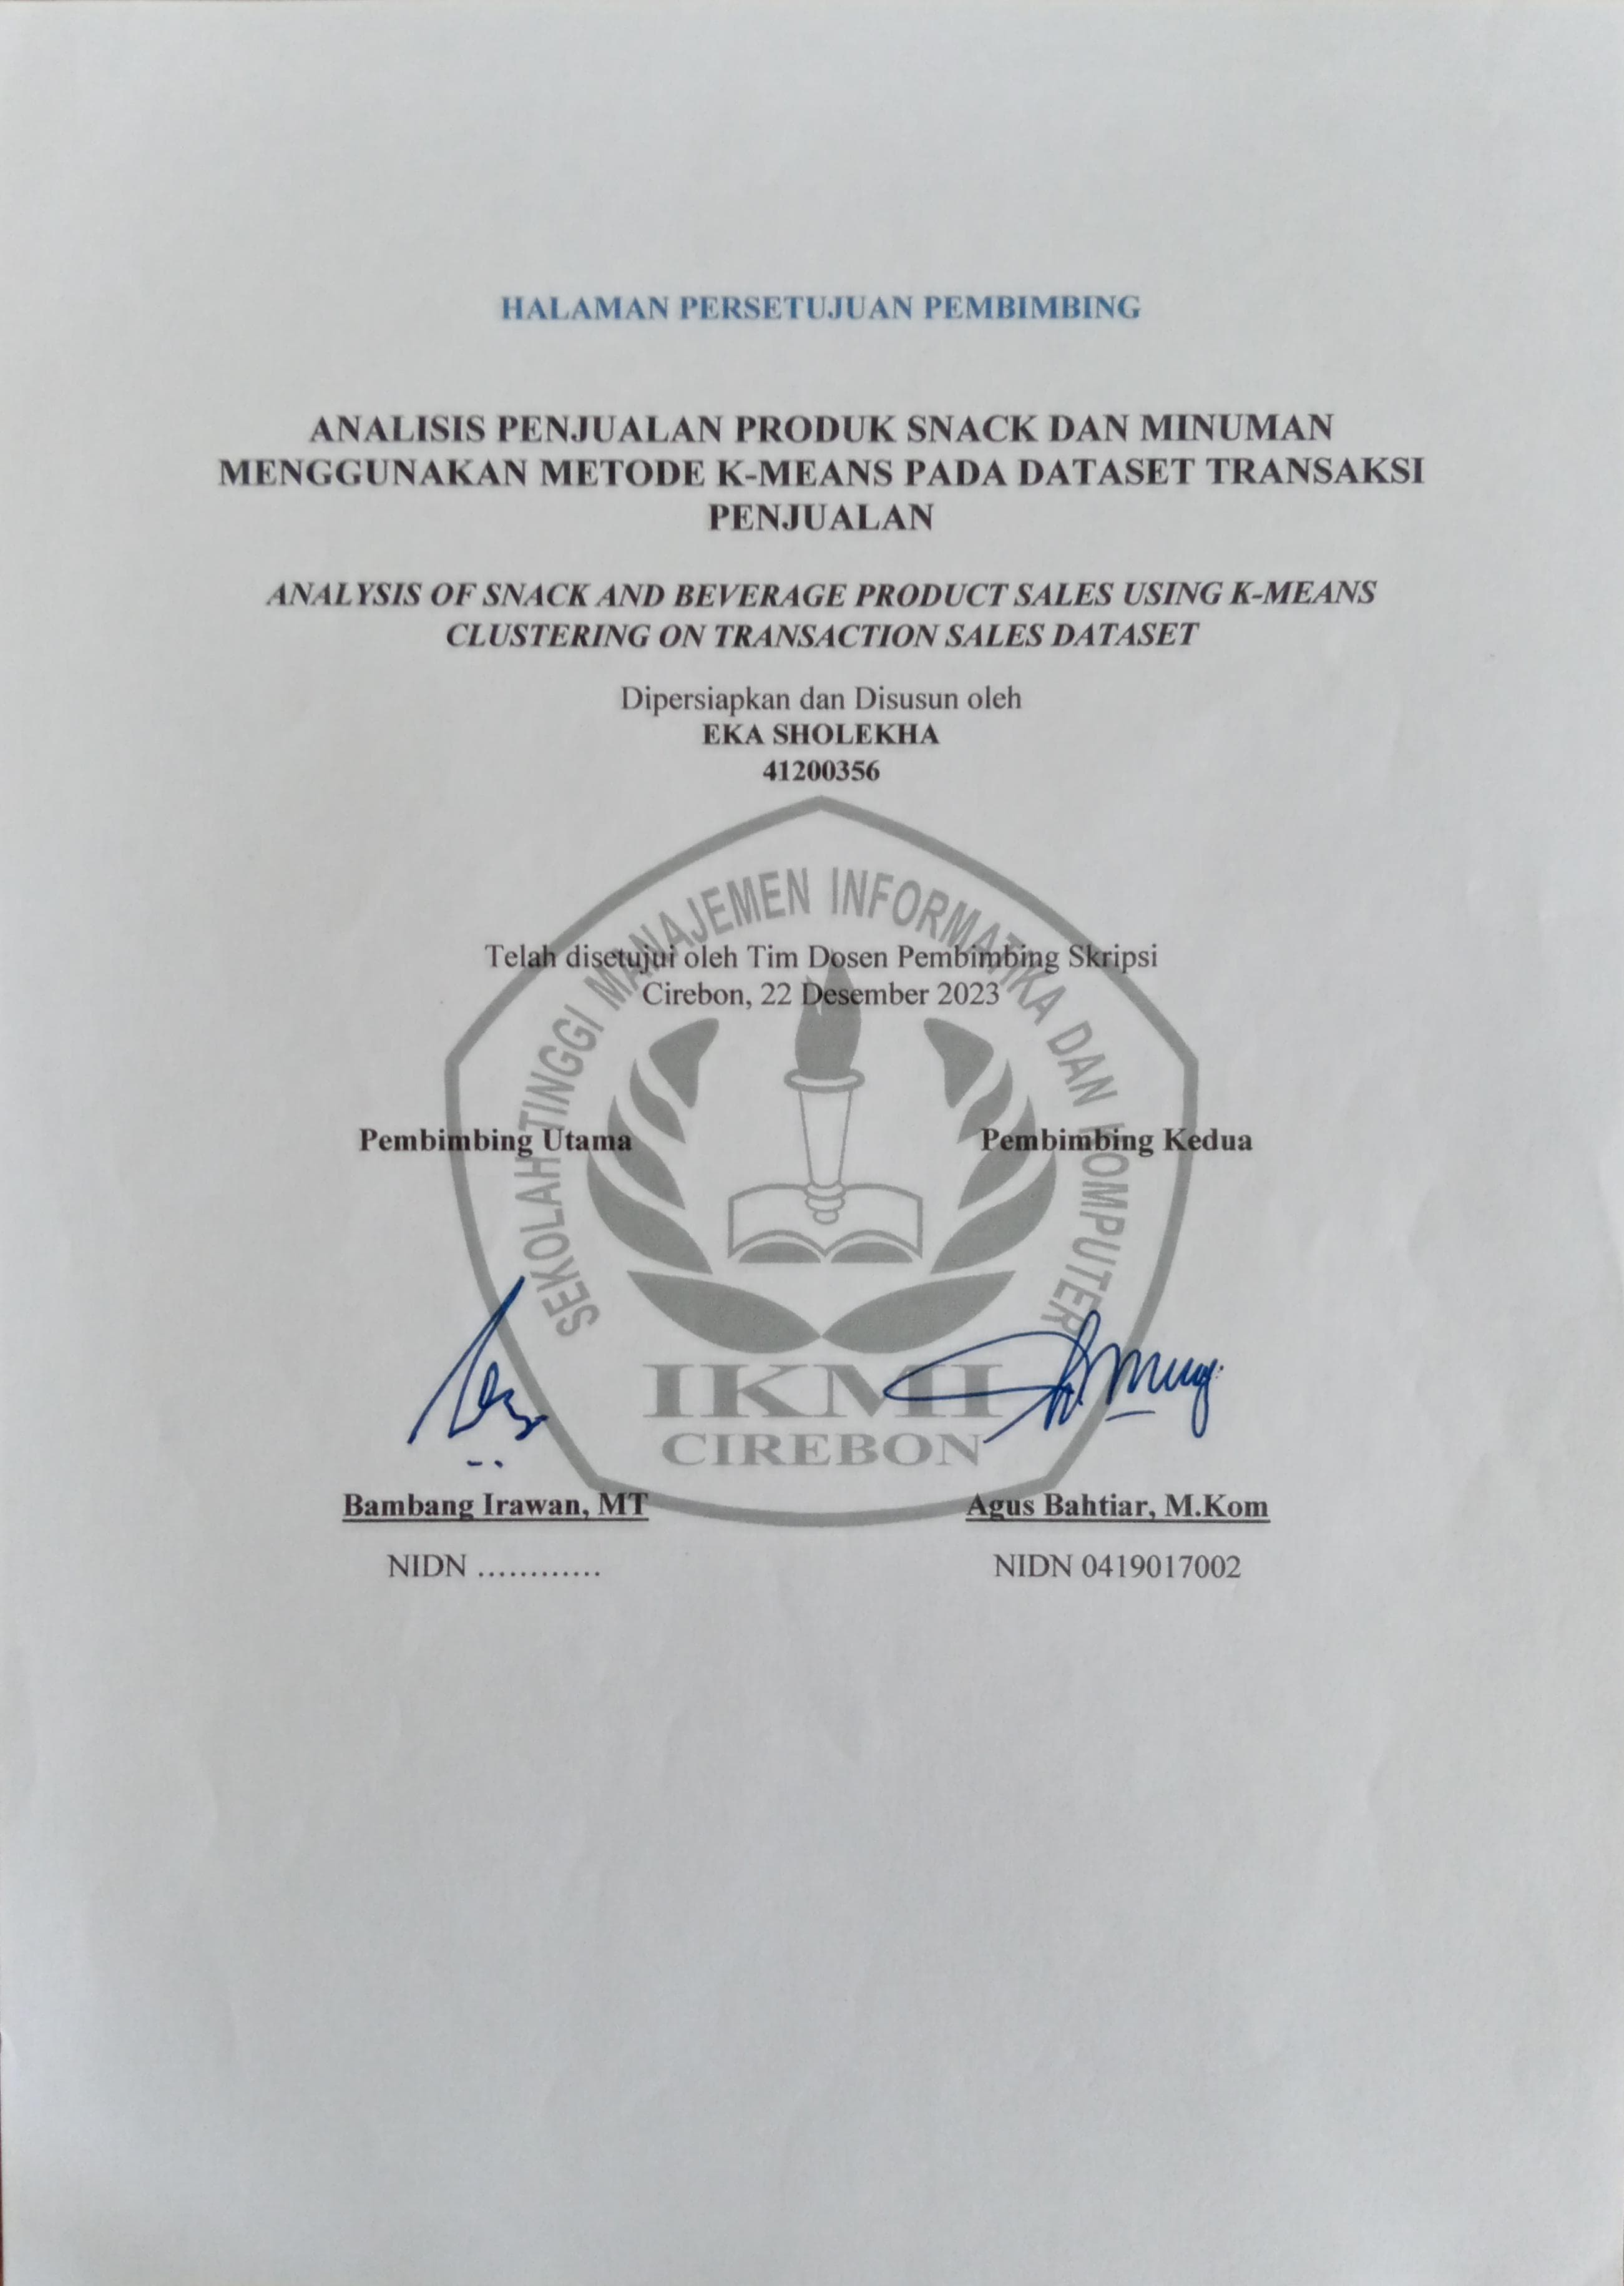 HALAMAN PERSETUJUAN PEMBIMBING
ANALISIS PENJUALAN PRODUK SNACK DAN MINUMAN
MENGGUNAKAN METODE K-MEANS PADA DATASET TRANSAKSI
PENJUALAN
ANALYSIS OF SNACK AND BEVERAGE PRODUCT SALES USING K-MEANS
CLUSTERING ON TRANSACTION SALES DATASET
Dipersiapkan dan Disusun oleh
EKA SHOLEKHA
41200356
SEKOLAH TINGGI MANAJEMEN INFORMATIKA DAN KOMPUTER
Telah disetujui oleh Tim Dosen Pembimbing Skripsi
Cirebon, 22 Desember 2023
Pembimbing Utama Pembimbing Kedua
IKMI
CIREBON
Bambang Irawan, MT Agus Bahtiar, M.Kom
NIDN ............ NIDN 0419017002